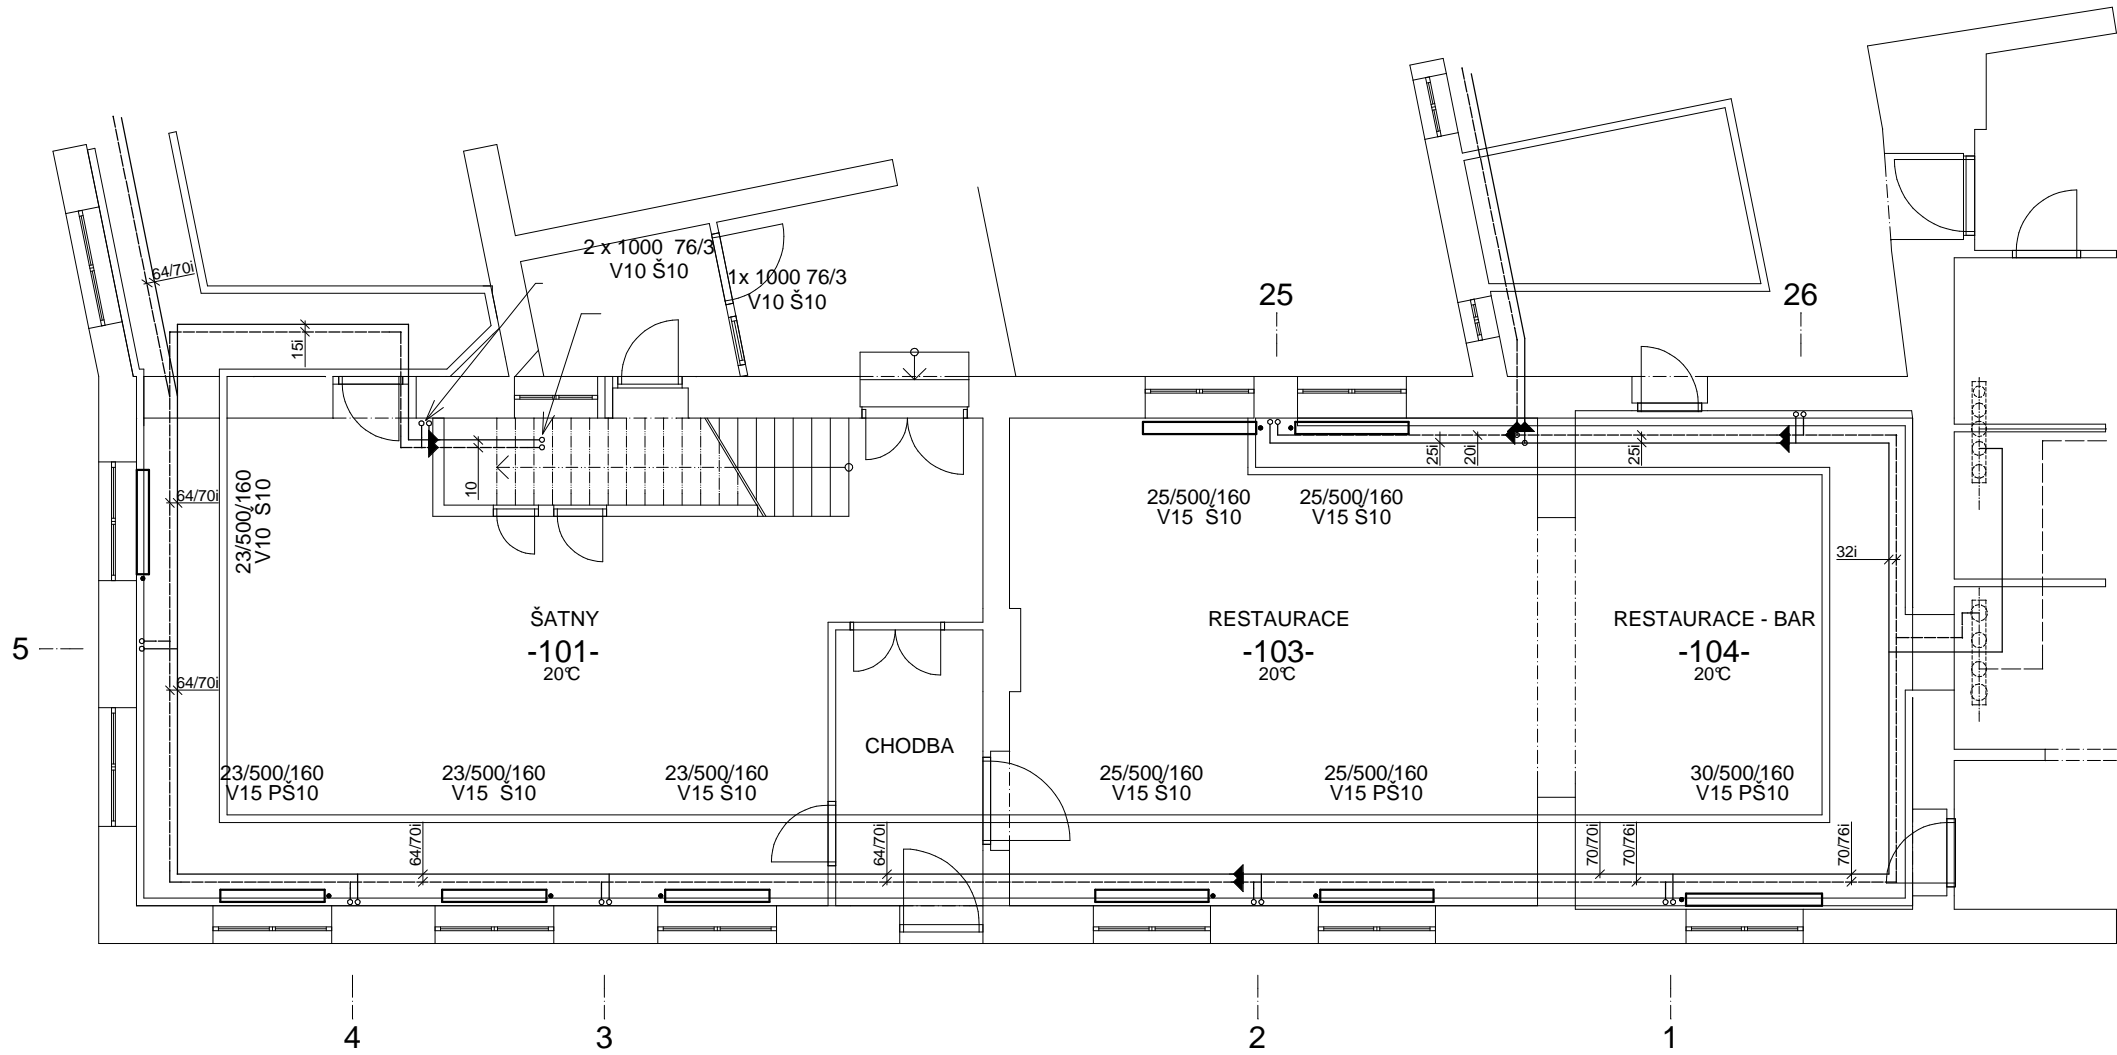 64/70i
2 x 1000  76/3
V10 Š10
1x 1000 76/3
V10 Š10
25
26
15i
10
23/500/160
V10  Š10
64/70i
25i
20i
25i
25/500/160
V15  Š10
25/500/160
V15 Š10
32i
5
ŠATNY
-101-
20°C
RESTAURACE
-103-
20°C
RESTAURACE - BAR
-104-
20°C
64/70i
CHODBA
23/500/160
V15 PŠ10
23/500/160
V15  Š10
23/500/160
V15 Š10
25/500/160
V15 Š10
25/500/160
V15 PŠ10
30/500/160
V15 PŠ10
64/70i
64/70i
70/70i
70/76i
70/76i
4
3
2
1